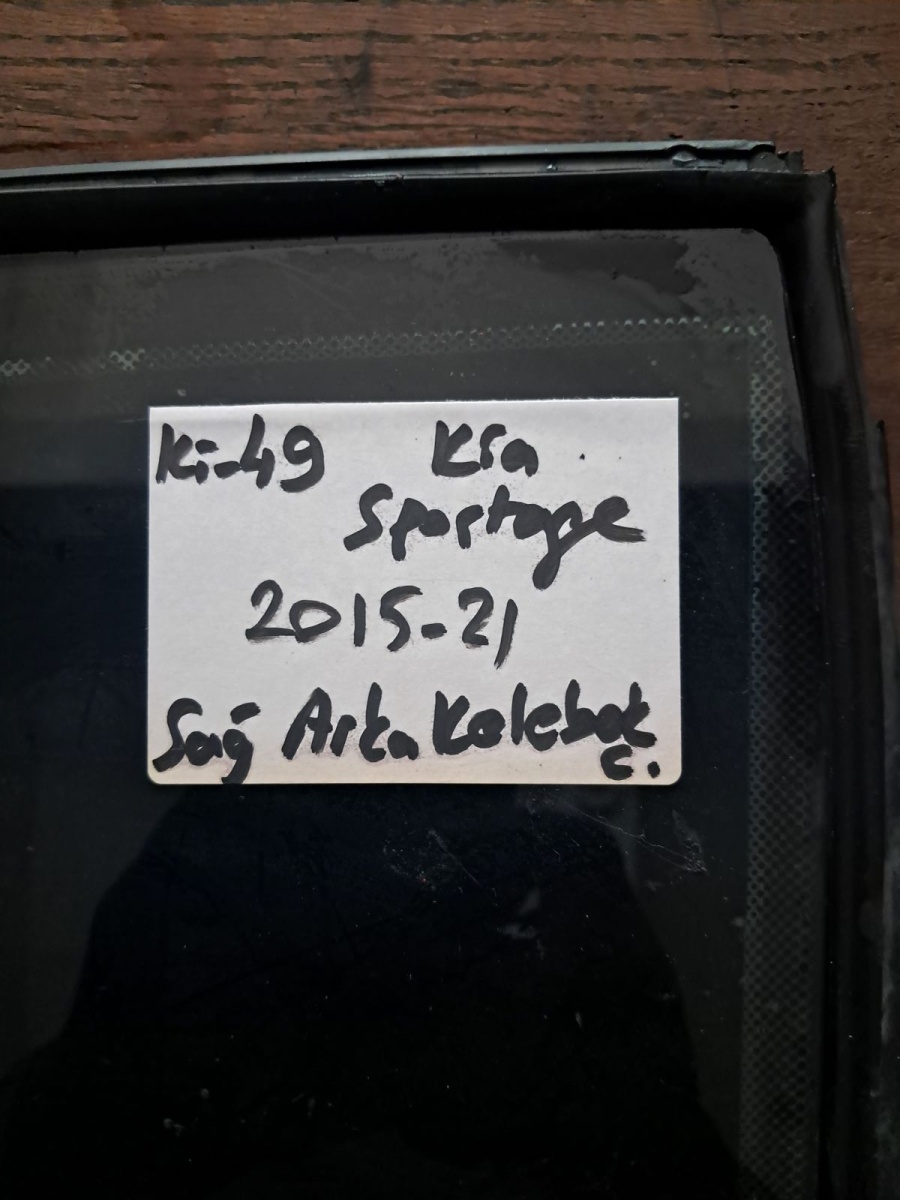 Ki-49 Kia
Sportage
2015-21
Sağ Arka Kelebek
C.